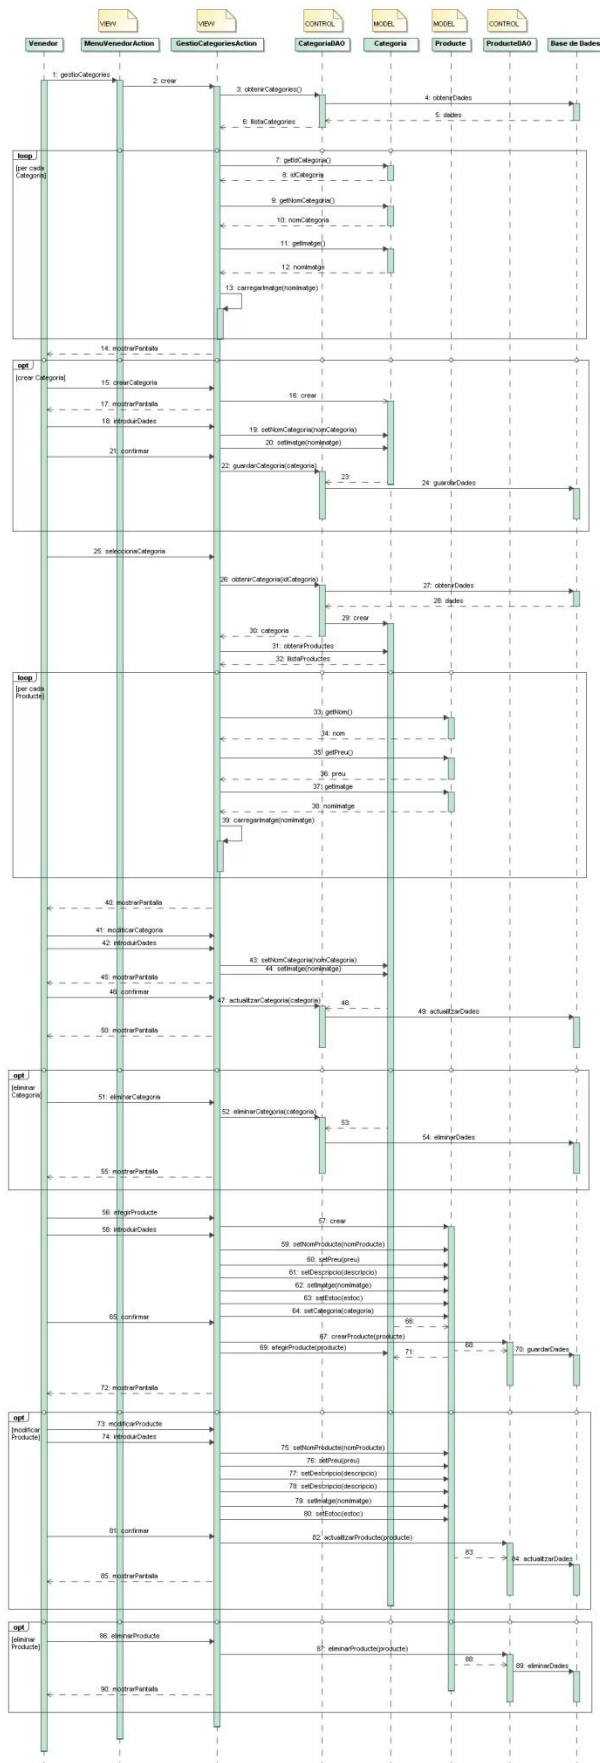 VIEW
VIEW
CONTROL
MODEL
MODEL
CONTROL
Venedor
MenuVenedorAction
GestioCategoriesAction
CategoriaBAO
Categoria
Producte
ProducteBAO
Base de Dades
1: gestioCategories
2: crear
3: obtenirCategories()
4: obtenirDades
5: dades
6: llistaCategories
loop
[per cada
Categoria]
7: getIdCategoria()
8: idCategoria
9: getNomCategoria()
10: nomCategoria
11: getImatge()
12: nomImatge
13: carregarImatge(nomImatge)
14: mostrarPantalla
opt
[crear Categoria]
15: crearCategoria
16: crear
17: mostrarPantalla
18: introduirDades
19: setNomCategoria(nomCategoria)
20: setImatge(nomImatge)
21: confirmar
22: guardarCategoria(categoria)
23:
24: guardarDades
25: seleccionaCategoria
26: obtenirCategoria(idCategoria)
27: obtenirDades
28: dades
29: crear
30: categoria
31: obtenirProductes
32: llistaProductes
loop
[per cada
Producte]
33: getNom()
34: nom
35: getPreu()
36: preu
37: getImatge
38: nomImatge
39: carregarImatge(nomImatge)
40: mostrarPantalla
41: modificarCategoria
42: introduirDades
43: setNomCategoria(nomCategoria)
44: setImatge(nomImatge)
45: mostrarPantalla
46: confirmar
47: actualitzarCategoria(categoria)
48:
49: actualitzarDades
50: mostrarPantalla
opt
[eliminar
Categoria]
51: eliminarCategoria
52: eliminarCategoria(categoria)
53:
54: eliminarDades
55: mostrarPantalla
56: afegirProducte
57: crear
58: introduirDades
59: setNomProducte(nomProducte)
60: setPreu(preu)
61: setDescripcio(descripcio)
62: setImatge(nomImatge)
63: setEstoc(estoc)
64: setCategoria(categoria)
65: confirmar
66:
67: crearProducte(producte)
68:
69: afegirProducte(producte)
70: guardarDades
71:
72: mostrarPantalla
opt
[modificar
Producte]
73: modificarProducte
74: introduirDades
75: setNomProducte(nomProducte)
76: setPreu(preu)
77: setDescripcio(descripcio)
78: setDescripcio(descripcio)
79: setImatge(nomImatge)
80: setEstoc(estoc)
81: confirmar
82: actualitzarProducte(producte)
83:
84: actualitzarDades
85: mostrarPantalla
opt
[eliminar
Producte]
86: eliminarProducte
87: eliminarProducte(producte)
88:
89: eliminarDades
90: mostrarPantalla